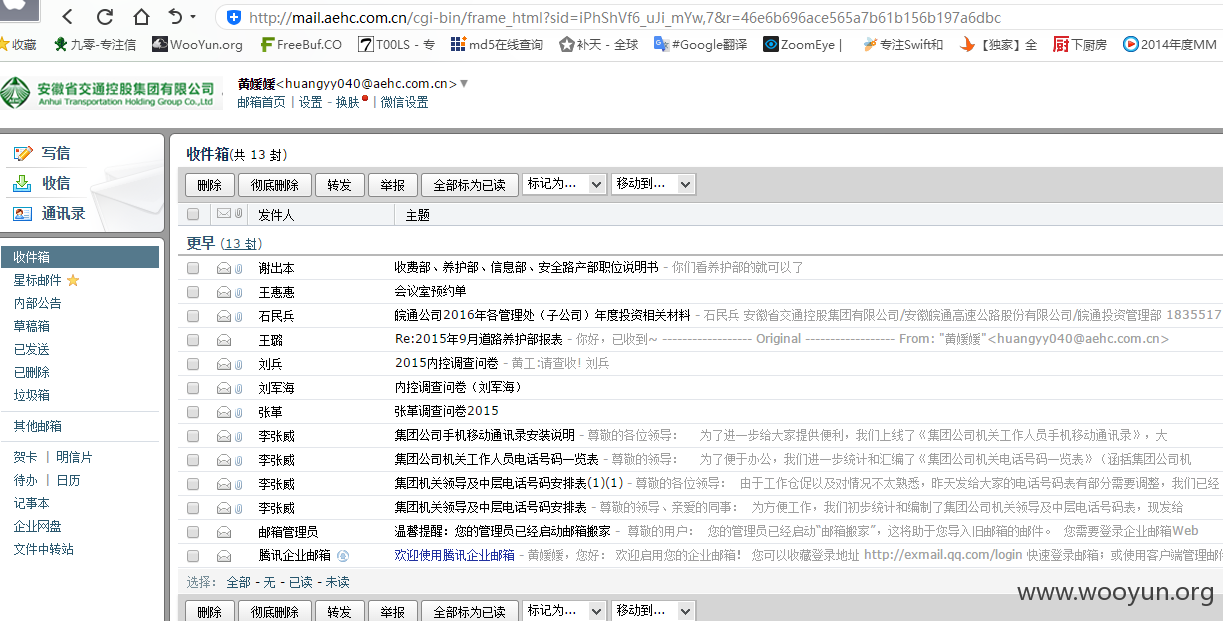 http://mail.aehc.com.cn/cgi-bin/frame_html?sid=iPhShVf6_uJi_mYw,7&r=46e6b696ace565a7b61b156b197a6dbc
收藏 九零-专注信 WooYun.org FreeBuf.CO T00LS - 专 md5在线查询 补天 - 全球 #Google翻译 ZoomEye | 专注Swift和 【独家】全 下厨房 2014年度MM
安徽省交通控股集团有限公司
Anhui Transportation Holding Group Co.,Ltd
黄媛媛<huangyy040@aehc.com.cn>
邮箱首页 | 设置 - 换肤 | 微信设置
写信
收信
通讯录
收件箱
星标邮件
内部公告
草稿箱
已发送
已删除
垃圾箱
其他邮箱
贺卡 | 明信片
待办 | 日历
记事本
企业网盘
文件中转站
收件箱(共 13 封)
删除 彻底删除 转发 举报 全部标为已读 标记为... 移动到...
发件人 主题
更早 (13 封)
谢出本 收费部、养护部、信息部、安全路产部职位说明书 - 你们看养护部的就可以了
王惠惠 会议室预约单
石民兵 皖通公司2016年各管理处（子公司）年度投资相关材料 - 石民兵 安徽省交通控股集团有限公司/安徽皖通高速公路股份有限公司/皖通投资管理部 1835517
王璐 Re:2015年9月道路养护部报表 - 你好，已收到~ ------------------ Original ------------------ From: "黄媛媛"<huangyy040@aehc.com.cn>
刘兵 2015内控调查问卷 - 黄工:请查收! 刘兵
刘军海 内控调查问卷（刘军海）
张革 张革调查问卷2015
李张威 集团公司手机移动通讯录安装说明 - 尊敬的各位领导： 为了进一步给大家提供便利，我们上线了《集团公司机关工作人员手机移动通讯录》，大
李张威 集团公司机关工作人员电话号码一览表 - 尊敬的领导： 为了便于办公，我们进一步统计和汇编了《集团公司机关电话号码一览表》（函括集团公司机
李张威 集团机关领导及中层电话号码安排表(1)(1) - 尊敬的各位领导： 由于工作仓促以及对情况不太熟悉，昨天发给大家的电话号码表有部分需要调整，我们已经
李张威 集团机关领导及中层电话号码安排表 - 尊敬的领导、亲爱的同事： 为方便工作，我们初步统计和编制了集团公司机关领导及中层电话号码表，现发给
邮箱管理员 温馨提醒：您的管理员已经启动邮箱搬家 - 尊敬的用户： 您的管理员已经启动“邮箱搬家”，这将助于您导入旧邮箱的邮件。 您需要登录企业邮箱Web
腾讯企业邮箱 欢迎使用腾讯企业邮箱 - 黄媛媛，您好： 欢迎启用您的企业邮箱！ 您可以收藏登录地址 http://exmail.qq.com/login 快速登录邮箱；或使用客户端管理邮件
选择： 全部 - 无 - 已读 - 未读
删除 彻底删除 转发 举报 全部标为已读 标记为... 移动到...
www.wooyun.org